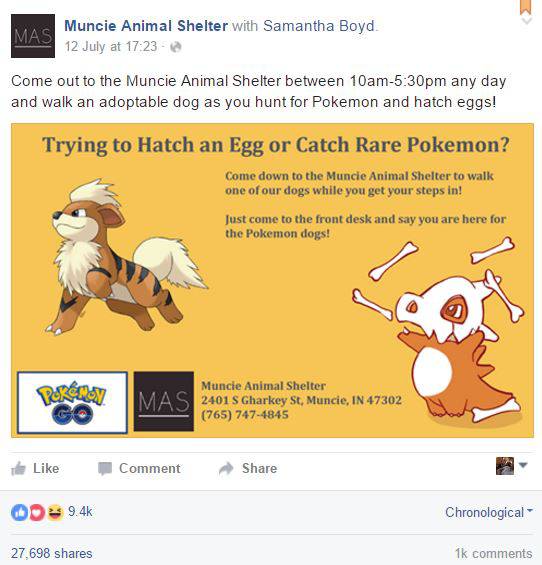 MAS
Muncie Animal Shelter with Samantha Boyd.
12 July at 17:23 ·
Come out to the Muncie Animal Shelter between 10am-5:30pm any day
and walk an adoptable dog as you hunt for Pokemon and hatch eggs!
Trying to Hatch an Egg or Catch Rare Pokemon?
Come down to the Muncie Animal Shelter to walk
one of our dogs while you get your steps in!
Just come to the front desk and say you are here for
the Pokemon dogs!
POKéMON
GO
MAS
Muncie Animal Shelter
2401 S Gharkey St, Muncie, IN 47302
(765) 747-4845
Like Comment Share
9.4k Chronological
27,698 shares 1k comments